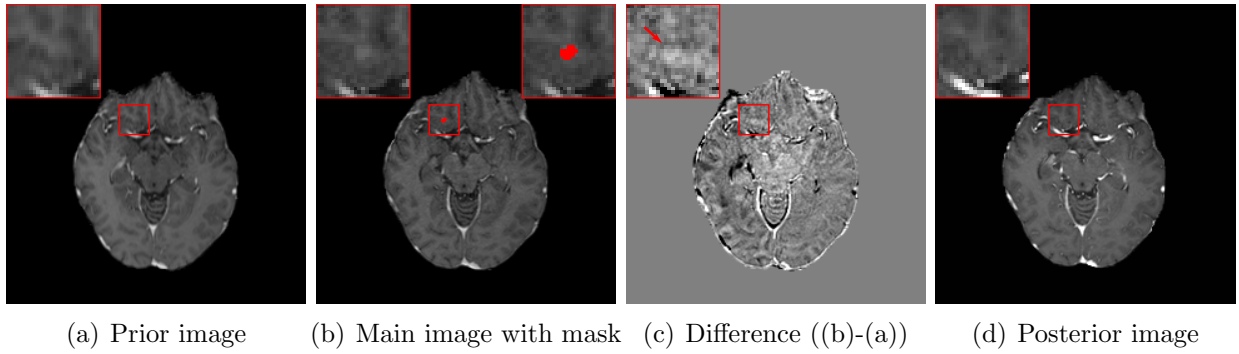 (a) Prior image
(b) Main image with mask
(c) Difference ((b)-(a))
(d) Posterior image